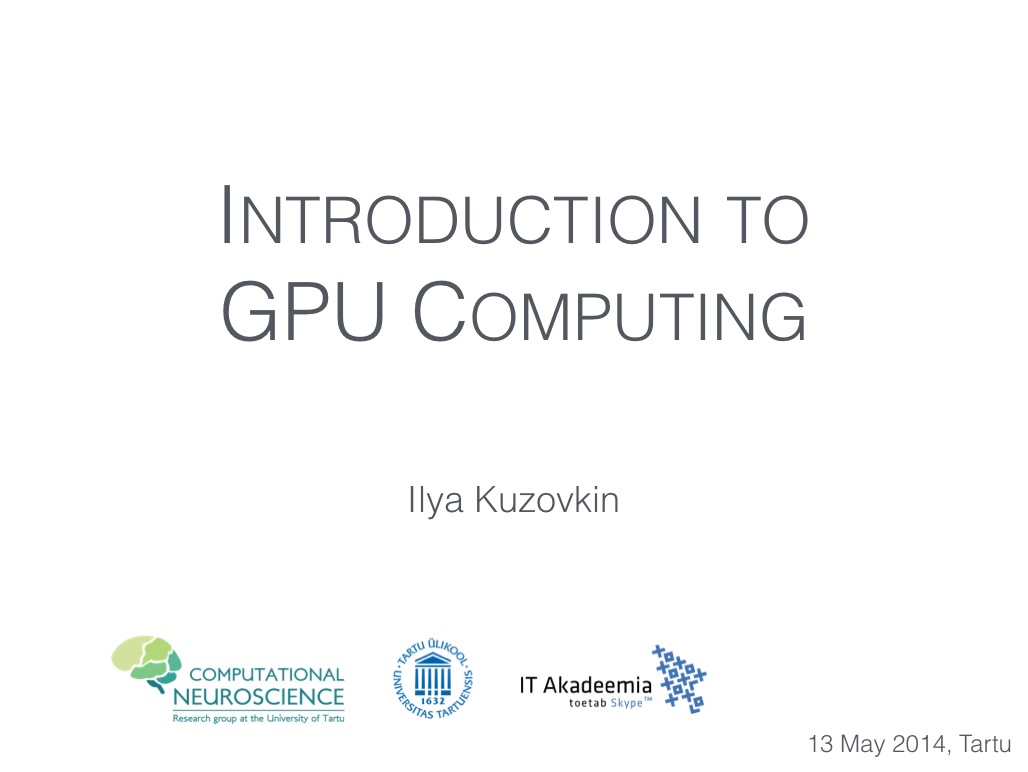 INTRODUCTION TO
GPU COMPUTING
Ilya Kuzovkin
COMPUTATIONAL
NEUROSCIENCE
Research group at the University of Tartu
TARTU ÜLIKOOL
UNIVERSITAS TARTUENSIS
1632
IT Akadeemia
toetab Skype™
13 May 2014, Tartu